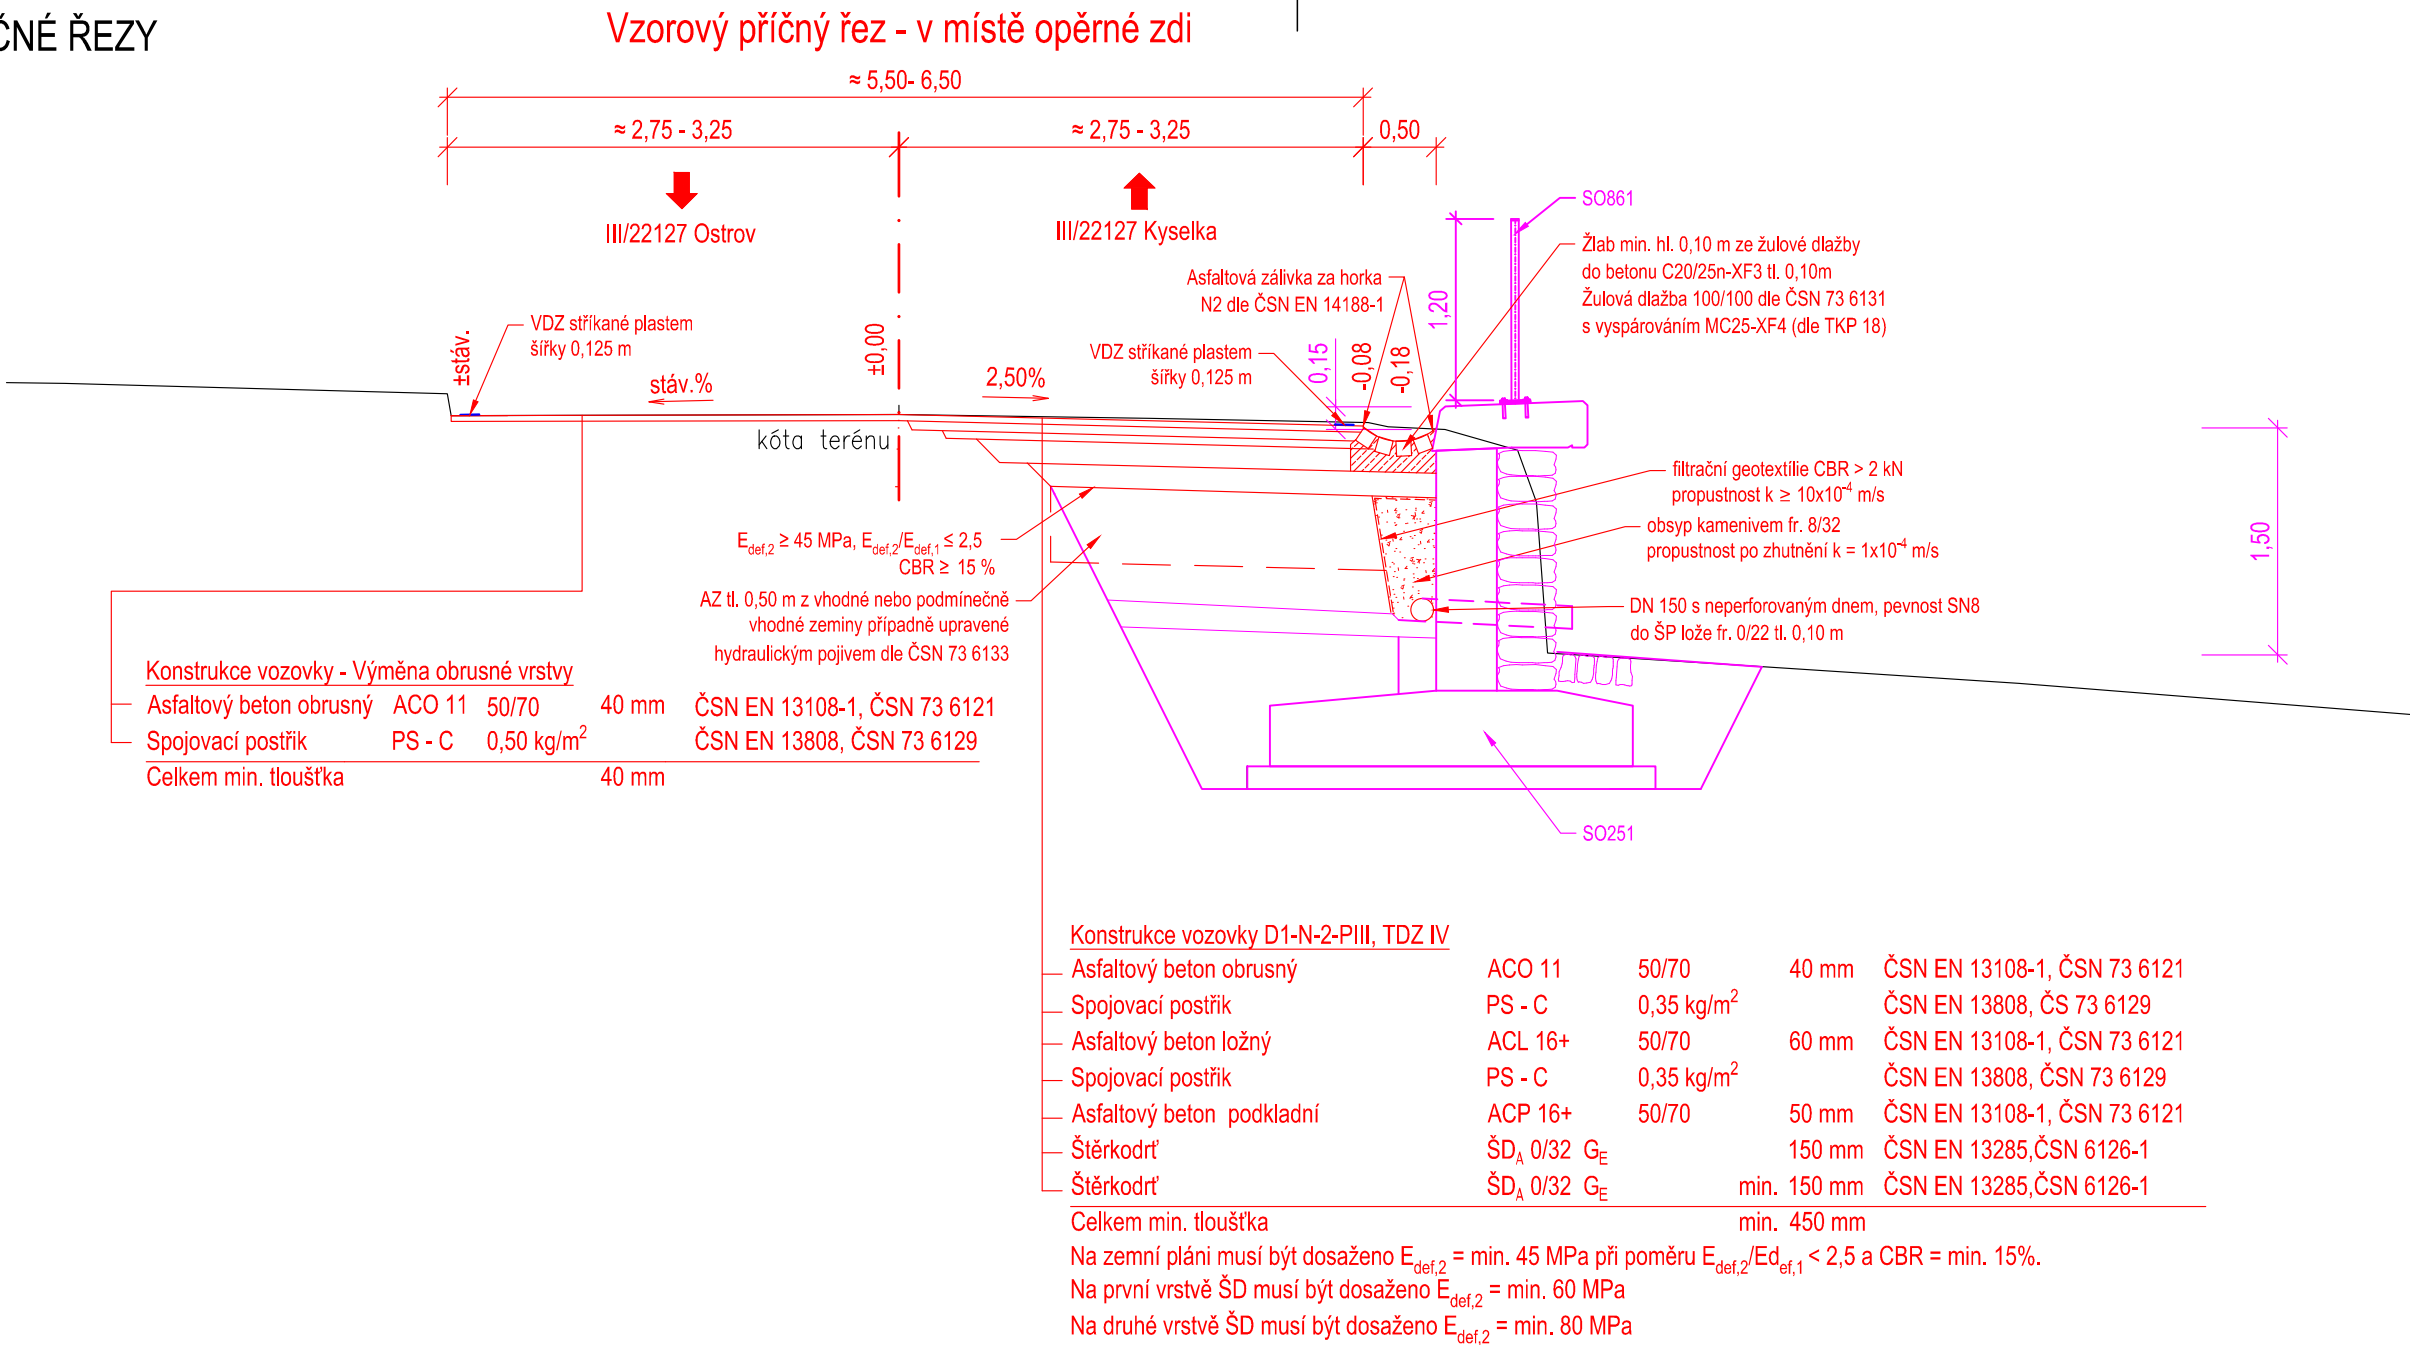 ČNÉ ŘEZY
Vzorový příčný řez - v místě opěrné zdi
≈ 5,50- 6,50
≈ 2,75 - 3,25
≈ 2,75 - 3,25
0,50
III/22127 Ostrov
III/22127 Kyselka
SO861
Žlab min. hl. 0,10 m ze žulové dlažby
do betonu C20/25n-XF3 tl. 0,10m
Žulová dlažba 100/100 dle ČSN 73 6131
s vyspárováním MC25-XF4 (dle TKP 18)
Asfaltová zálivka za horka
N2 dle ČSN EN 14188-1
1,20
VDZ stříkané plastem
šířky 0,125 m
±stáv.
±0,00
VDZ stříkané plastem
šířky 0,125 m
0,15
-0,08
-0,18
stáv.%
2,50%
kóta terénu
filtrační geotextílie CBR > 2 kN
propustnost k ≥ 10x10⁻⁴ m/s
obsyp kamenivem fr. 8/32
propustnost po zhutnění k = 1x10⁻⁴ m/s
1,50
E def,2 ≥ 45 MPa, E def,2/E def,1 ≤ 2,5
CBR ≥ 15 %
AZ tl. 0,50 m z vhodné nebo podmínečně
vhodné zeminy případně upravené
hydraulickým pojivem dle ČSN 73 6133
DN 150 s neperforovaným dnem, pevnost SN8
do ŠP lože fr. 0/22 tl. 0,10 m
Konstrukce vozovky - Výměna obrusné vrstvy
Asfaltový beton obrusný ACO 11 50/70 40 mm ČSN EN 13108-1, ČSN 73 6121
Spojovací postřik PS - C 0,50 kg/m² ČSN EN 13808, ČSN 73 6129
Celkem min. tloušťka 40 mm
SO251
Konstrukce vozovky D1-N-2-PIII, TDZ IV
Asfaltový beton obrusný ACO 11 50/70 40 mm ČSN EN 13108-1, ČSN 73 6121
Spojovací postřik PS - C 0,35 kg/m² ČSN EN 13808, ČS 73 6129
Asfaltový beton ložný ACL 16+ 50/70 60 mm ČSN EN 13108-1, ČSN 73 6121
Spojovací postřik PS - C 0,35 kg/m² ČSN EN 13808, ČSN 73 6129
Asfaltový beton podkladní ACP 16+ 50/70 50 mm ČSN EN 13108-1, ČSN 73 6121
Štěrkodrť ŠD A 0/32 G E 150 mm ČSN EN 13285,ČSN 6126-1
Štěrkodrť ŠD A 0/32 G E min. 150 mm ČSN EN 13285,ČSN 6126-1
Celkem min. tloušťka min. 450 mm
Na zemní pláni musí být dosaženo E def,2 = min. 45 MPa při poměru E def,2/Ed ef,1 < 2,5 a CBR = min. 15%.
Na první vrstvě ŠD musí být dosaženo E def,2 = min. 60 MPa
Na druhé vrstvě ŠD musí být dosaženo E def,2 = min. 80 MPa